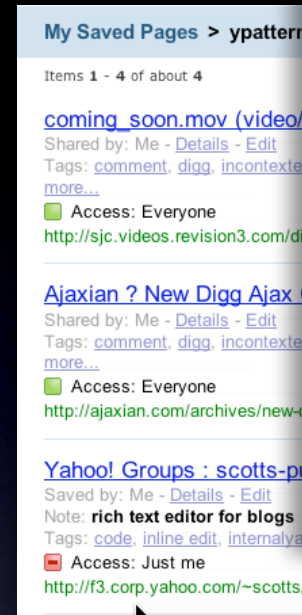 My Saved Pages > ypattern
Items 1 - 4 of about 4
coming_soon.mov (video/
Shared by: Me - Details - Edit
Tags: comment, digg, incontexte
more...
Access: Everyone
http://sjc.videos.revision3.com/di
Ajaxian ? New Digg Ajax
Shared by: Me - Details - Edit
Tags: comment, digg, incontexte
more...
Access: Everyone
http://ajaxian.com/archives/new-
Yahoo! Groups : scotts-pu
Saved by: Me - Details - Edit
Note: rich text editor for blogs
Tags: code, inline edit, internalya
Access: Just me
http://f3.corp.yahoo.com/~scotts